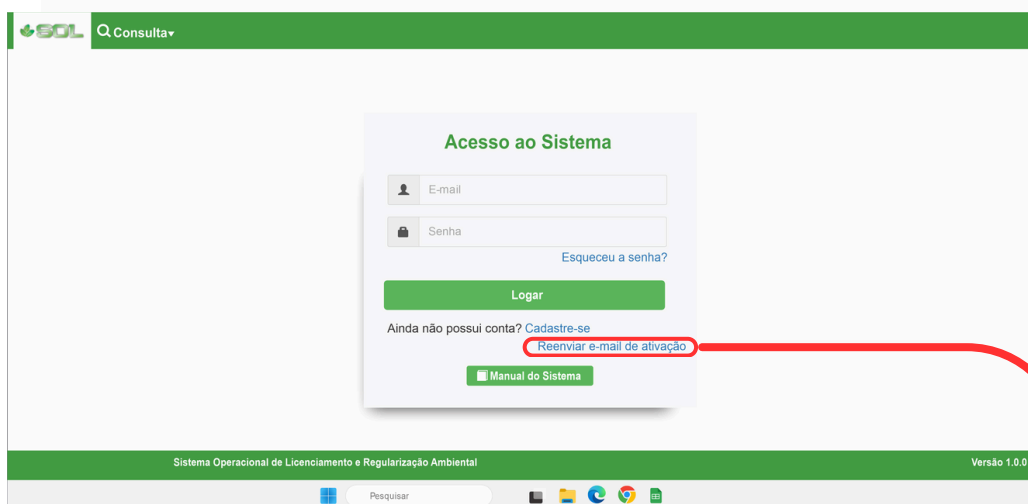 SOL Consulta
Acesso ao Sistema
E-mail
Senha
Esqueceu a senha?
Logar
Ainda não possui conta? Cadastre-se
Reenviar e-mail de ativação
Manual do Sistema
Sistema Operacional de Licenciamento e Regularização Ambiental
Versão 1.0.0
Pesquisar